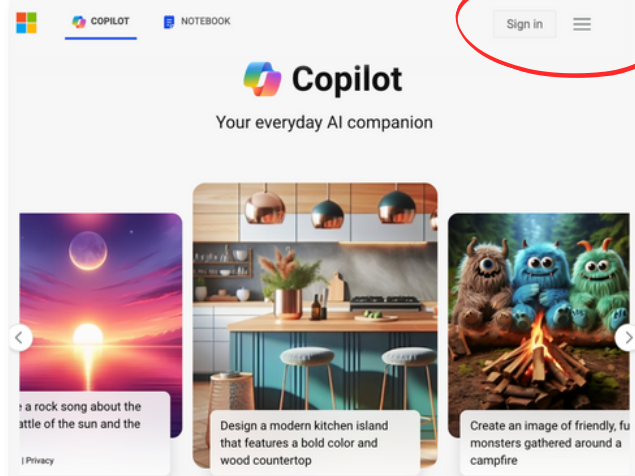 COPILOT
NOTEBOOK
Sign in
Copilot
Your everyday AI companion
a rock song about the
attle of the sun and the
| Privacy
Design a modern kitchen island
that features a bold color and
wood countertop
Create an image of friendly, fu
monsters gathered around a
campfire